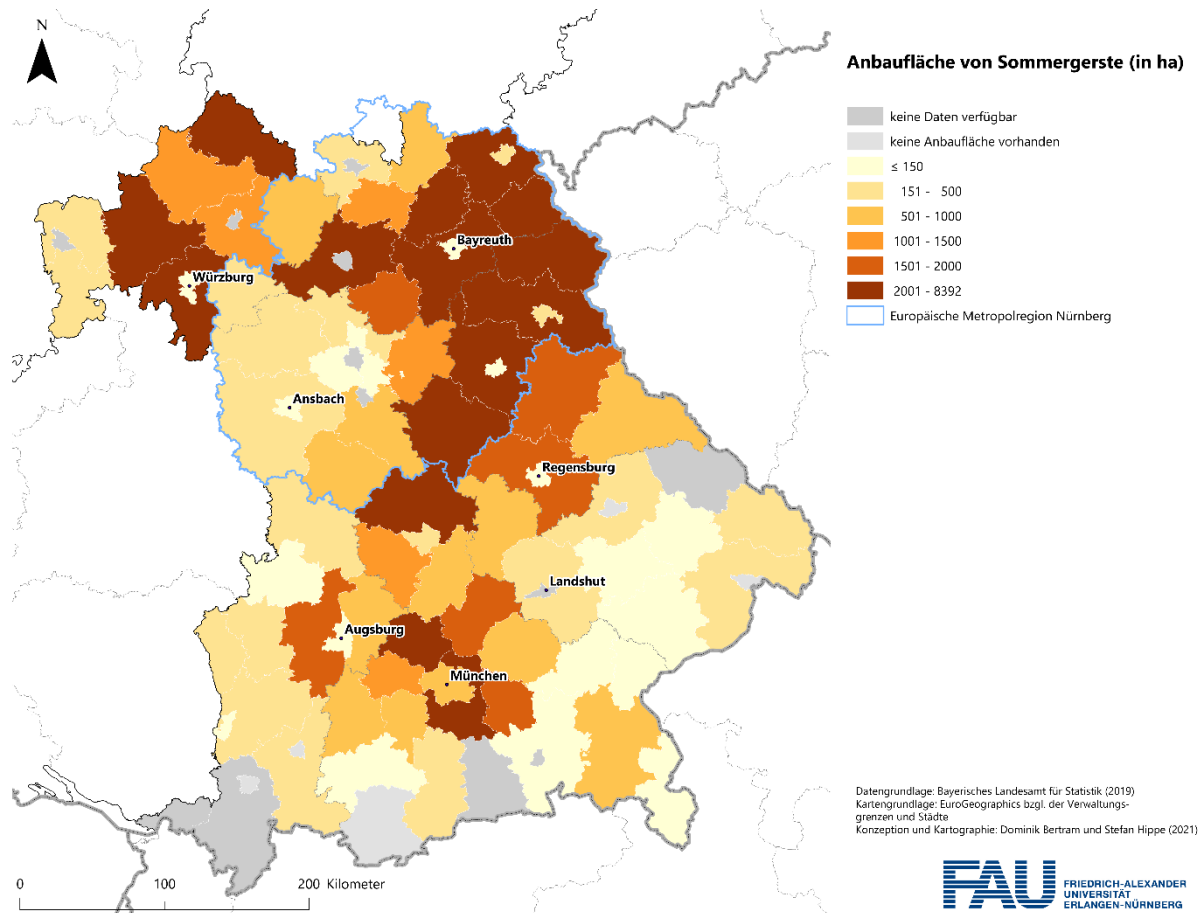 N
Anbaufläche von Sommergerste (in ha)
keine Daten verfügbar
keine Anbaufläche vorhanden
≤ 150
151 - 500
501 - 1000
1001 - 1500
1501 - 2000
2001 - 8392
Europäische Metropolregion Nürnberg
Bayreuth
Würzburg
Ansbach
Regensburg
Landshut
Augsburg
München
Datengrundlage: Bayerisches Landesamt für Statistik (2019)
Kartengrundlage: EuroGeographics bzgl. der Verwaltungs-
grenzen und Städte
Konzeption und Kartographie: Dominik Bertram und Stefan Hippe (2021)
0 100 200 Kilometer
FAU
FRIEDRICH-ALEXANDER
UNIVERSITÄT
ERLANGEN-NÜRNBERG